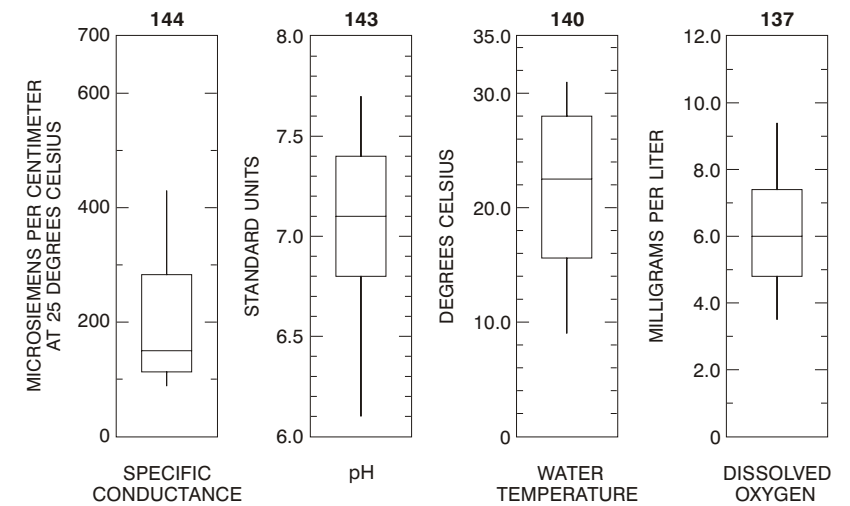 144
700
600
400
200
0
MICROSIEMENS PER CENTIMETER
AT 25 DEGREES CELSIUS
SPECIFIC
CONDUCTANCE
143
8.0
7.5
7.0
6.5
6.0
STANDARD UNITS
pH
140
35.0
30.0
20.0
10.0
0
DEGREES CELSIUS
WATER
TEMPERATURE
137
12.0
10.0
8.0
6.0
4.0
2.0
0
MILLIGRAMS PER LITER
DISSOLVED
OXYGEN